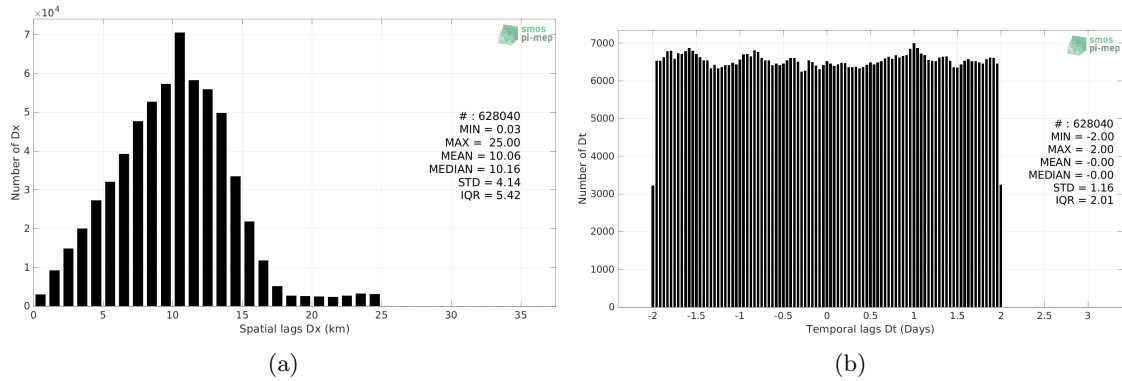 ×10⁴
7
6
5
4
3
2
1
0
Number of Dx
0 5 10 15 20 25 30 35
Spatial lags Dx (km)
smos
pi-mep
# : 628040
MIN = 0.03
MAX = 25.00
MEAN = 10.06
MEDIAN = 10.16
STD = 4.14
IQR = 5.42
(a)
7000
6000
5000
4000
3000
2000
1000
0
Number of Dt
-2 -1.5 -1 -0.5 0 0.5 1 1.5 2 2.5 3
Temporal lags Dt (Days)
smos
pi-mep
# : 628040
MIN = -2.00
MAX = 2.00
MEAN = -0.00
MEDIAN = -0.00
STD = 1.16
IQR = 2.01
(b)